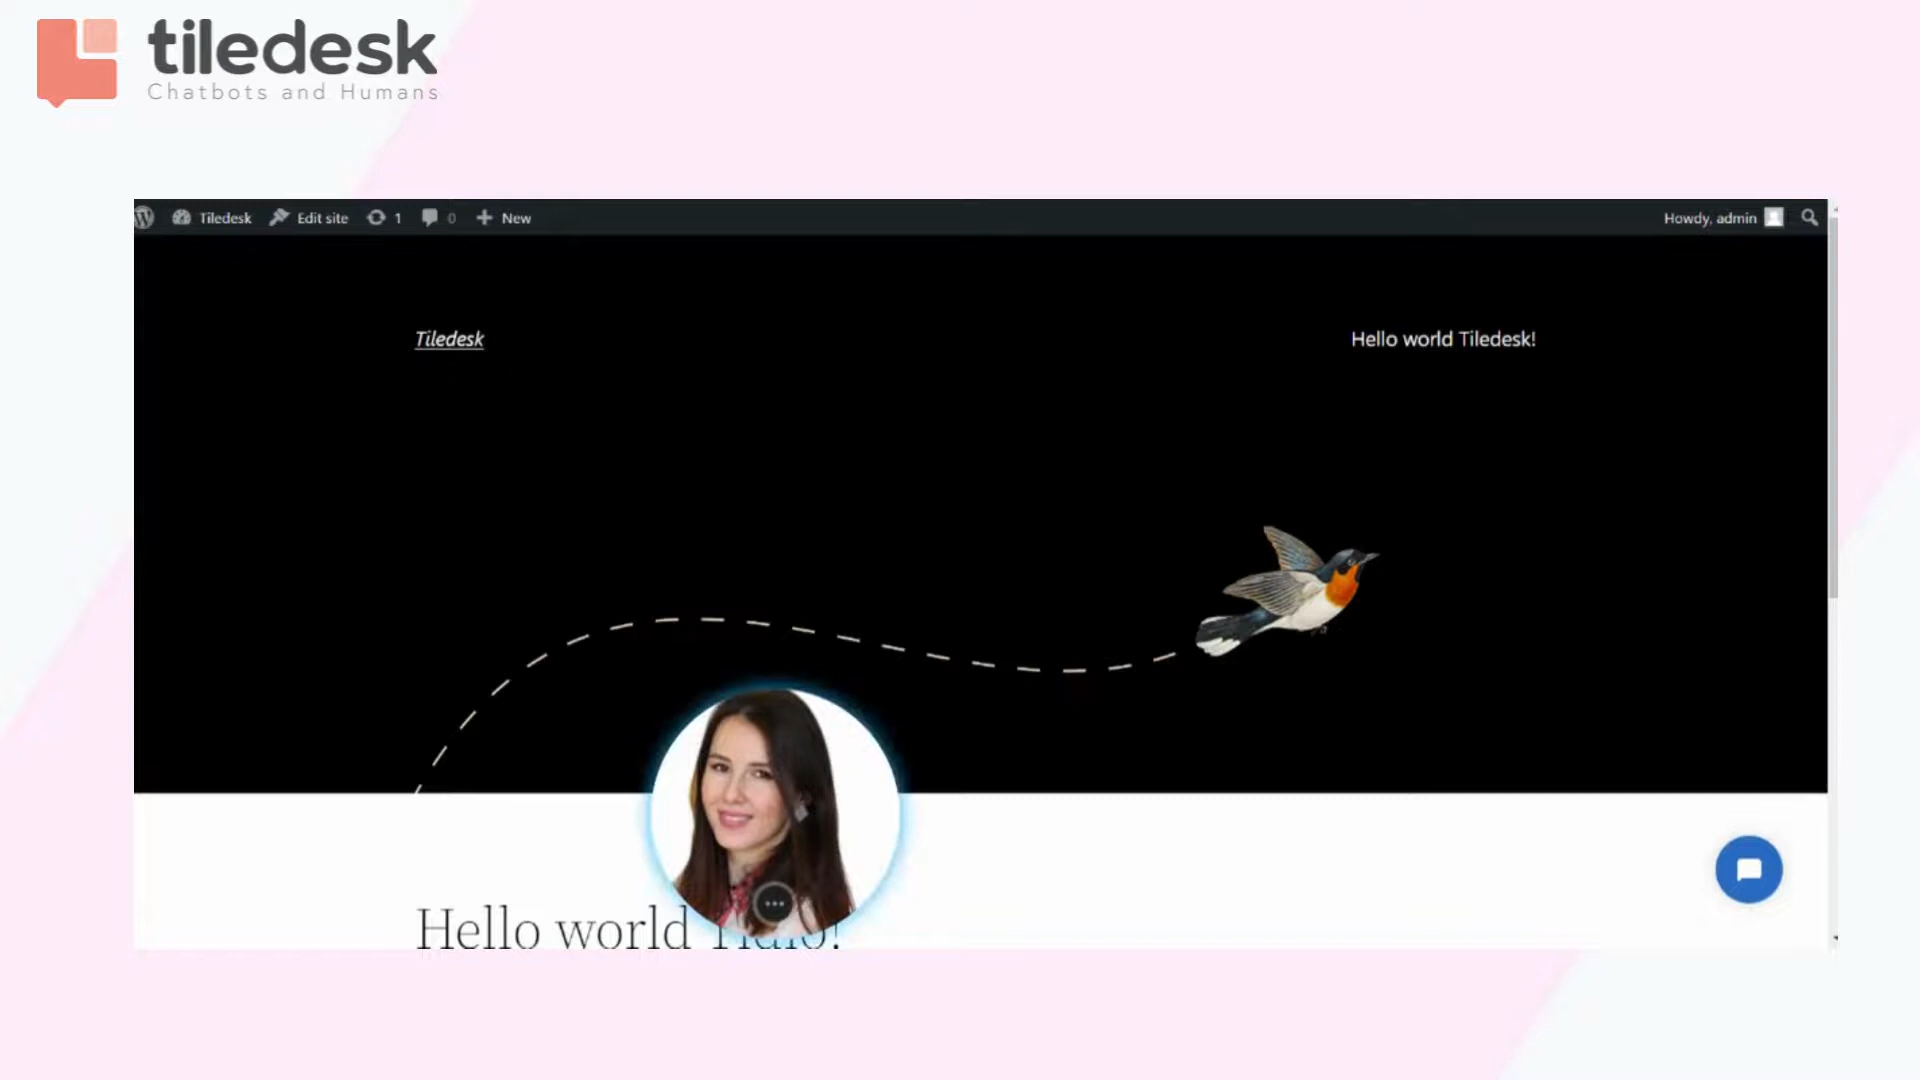 tiledesk
Chatbots and Humans
Tiledesk Edit site 1 0 New Howdy, admin
Tiledesk Hello world Tiledesk!
Hello world